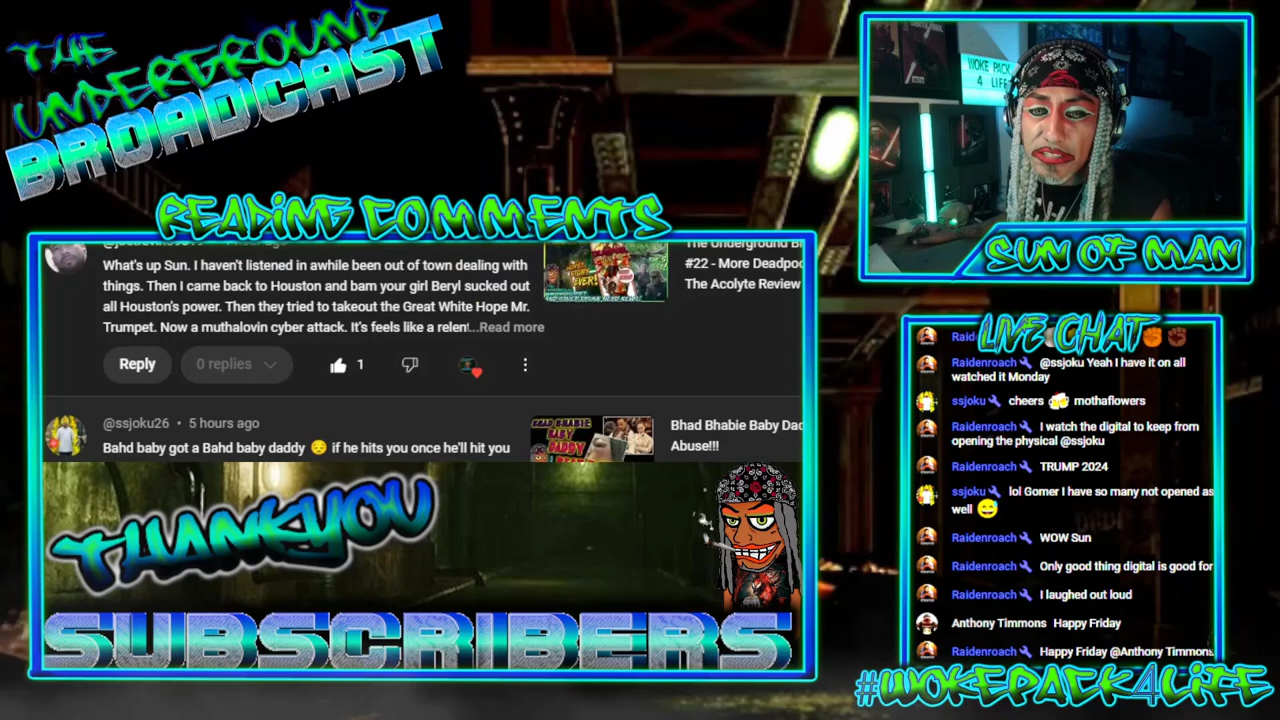 THE
UNDERGROUND
BROADCAST
READING COMMENTS
What's up Sun. I haven't listened in awhile been out of town dealing with
things. Then I came back to Houston and bam your girl Beryl sucked out
all Houston's power. Then they tried to takeout the Great White Hope Mr.
Trumpet. Now a muthalovin cyber attack. It's feels like a relen...Read more
The Underground B
#22 - More Deadpoo
The Acolyte Review
Reply
0 replies
1
@ssjoku26 • 5 hours ago
Bahd baby got a Bahd baby daddy 😔 if he hits you once he'll hit you
BHAD BHABIE
BABY
DADDY
Bhad Bhabie Baby Dad
Abuse!!!
THANKYOU
SUBSCRIBERS
WOKE PACK
4 LIFE
SUN OF MAN
LIVE CHAT
Raid
Raidenroach @ssjoku Yeah I have it on all
watched it Monday
ssjoku cheers 🍻 mothaflowers
Raidenroach I watch the digital to keep from
opening the physical @ssjoku
Raidenroach TRUMP 2024
ssjoku lol Gomer I have so many not opened as
well 😅
Raidenroach WOW Sun
Raidenroach Only good thing digital is good for
Raidenroach I laughed out loud
Anthony Timmons Happy Friday
Raidenroach Happy Friday @Anthony Timmons
#WOKEPACK4LIFE